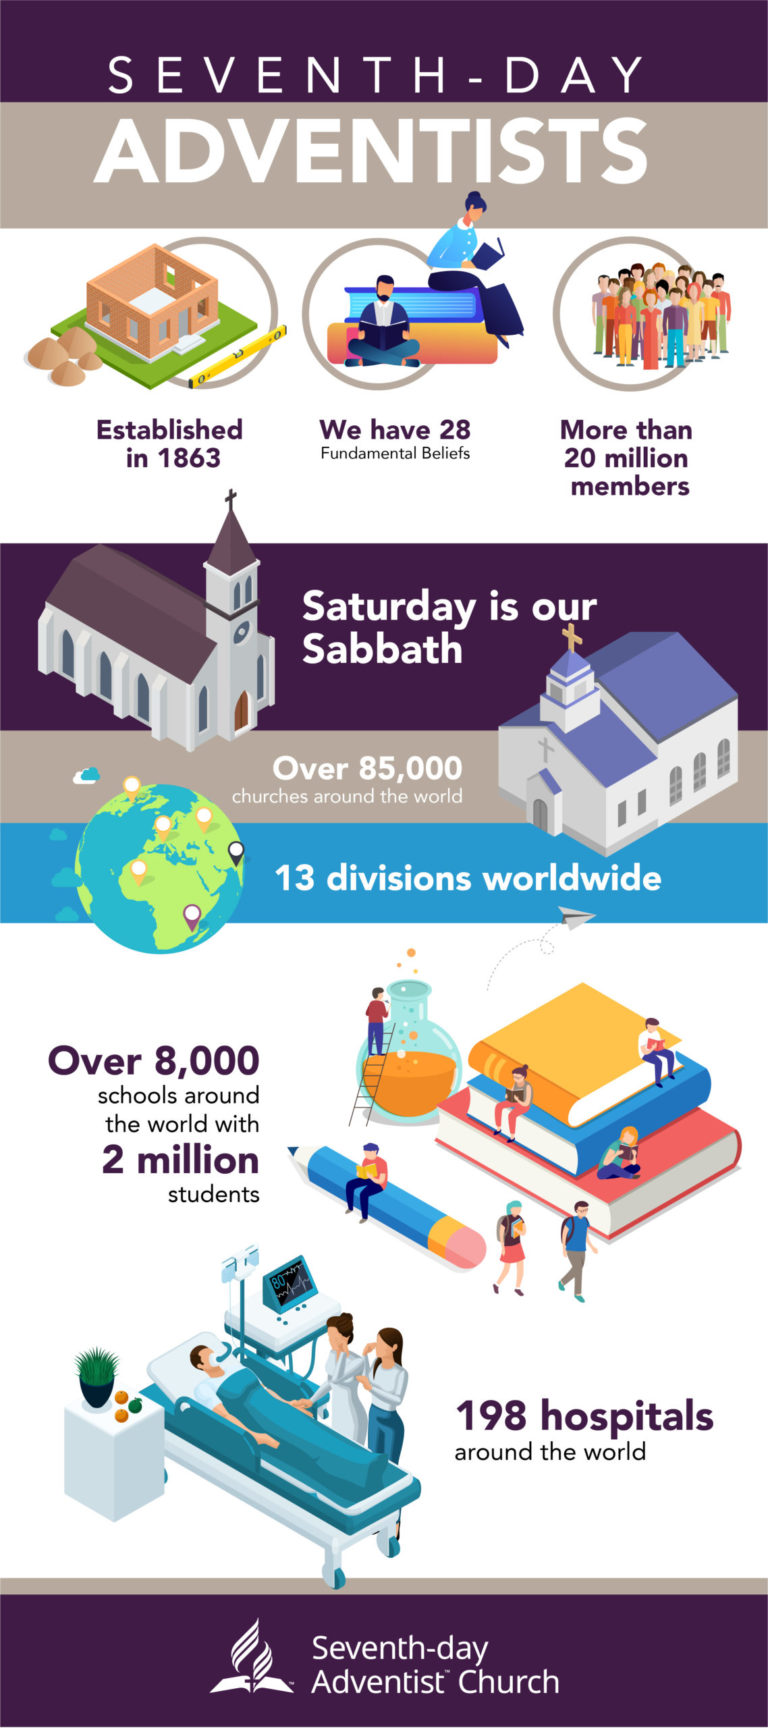 SEVENTH-DAY
ADVENTISTS
Established
in 1863
We have 28
Fundamental Beliefs
More than
20 million
members
Saturday is our
Sabbath
Over 85,000
churches around the world
13 divisions worldwide
Over 8,000
schools around
the world with
2 million
students
80
198 hospitals
around the world
Seventh-day
Adventist™ Church